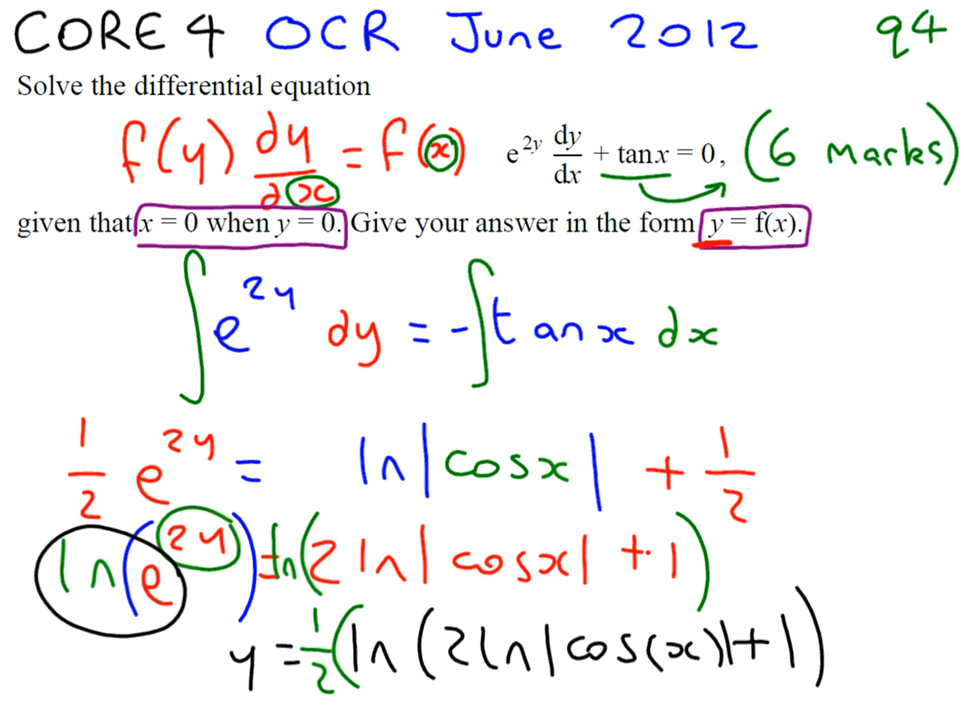 CORE 4 OCR June 2012 q4
Solve the differential equation
f(y) dy/dx = f(x) e^{2y} dy/dx + tan x = 0, (6 marks)
given that x = 0 when y = 0. Give your answer in the form y = f(x).
∫ e^{2y} dy = -∫ tan x dx
1/2 e^{2y} = ln|cos x| + 1/2
ln(e^{2y}) = ln(2 ln|cos x| + 1)
y = 1/2 (ln(2 ln|cos(x)| + 1)